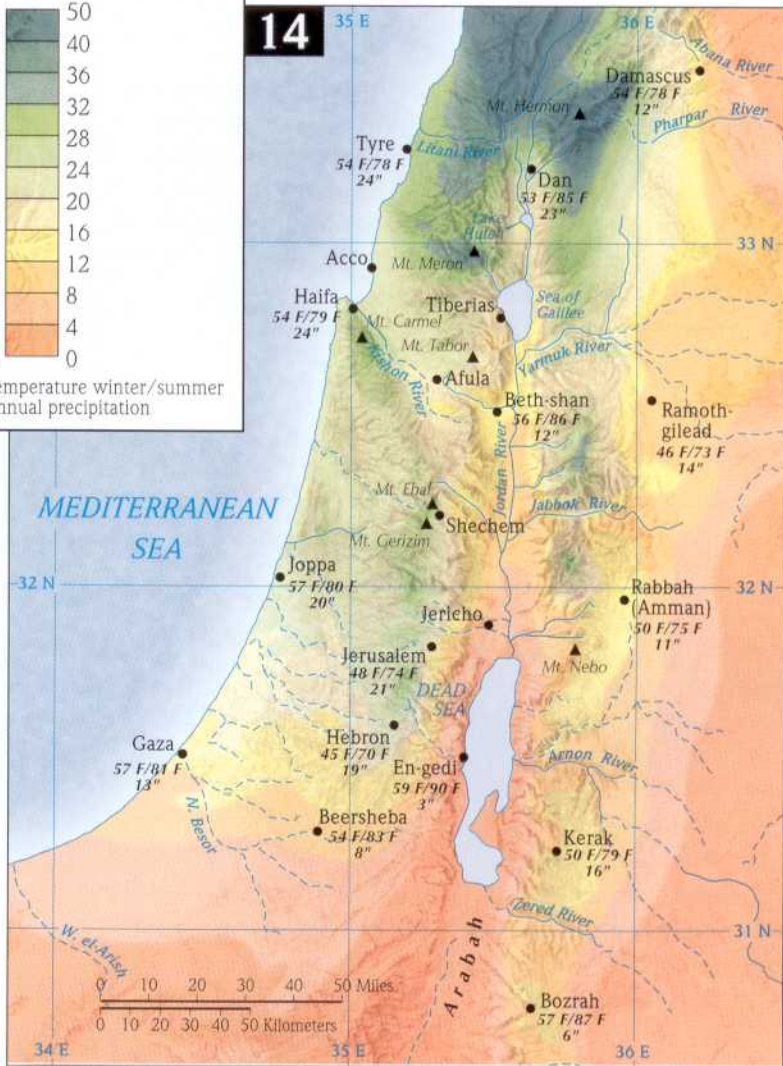 50
40
36
32
28
24
20
16
12
8
4
0
emperature winter/summer
nnual precipitation
14
35 E
36 E
Abana River
Damascus
54 F/78 F
12"
Mt. Hermon
Pharpar River
Tyre
54 F/78 F
24"
Litani River
Dan
53 F/85 F
23"
Lake
Huleh
33 N
Acco
Mt. Meron
Haifa
54 F/79 F
24"
Mt. Carmel
Tiberias
Sea of
Galilee
Mt. Tabor
Kishon River
Yarmuk River
Afula
Beth-shan
56 F/86 F
12"
Ramoth-
gilead
46 F/73 F
14"
Jordan River
MEDITERRANEAN
SEA
Mt. Ebal
Shechem
Mt. Gerizim
Jabbok River
Joppa
57 F/80 F
20"
32 N
32 N
Rabbah
(Amman)
50 F/75 F
11"
Jericho
Jerusalem
48 F/74 F
21"
Mt. Nebo
DEAD
SEA
Hebron
45 F/70 F
19"
Gaza
57 F/81 F
13"
En-gedi
59 F/90 F
3"
Arnon River
N. Besor
Beersheba
54 F/83 F
8"
Kerak
50 F/79 F
16"
Zered River
W. el-Arish
Arabah
31 N
0 10 20 30 40 50 Miles
0 10 20 30 40 50 Kilometers
Bozrah
57 F/87 F
6"
34 E
35 E
36 E